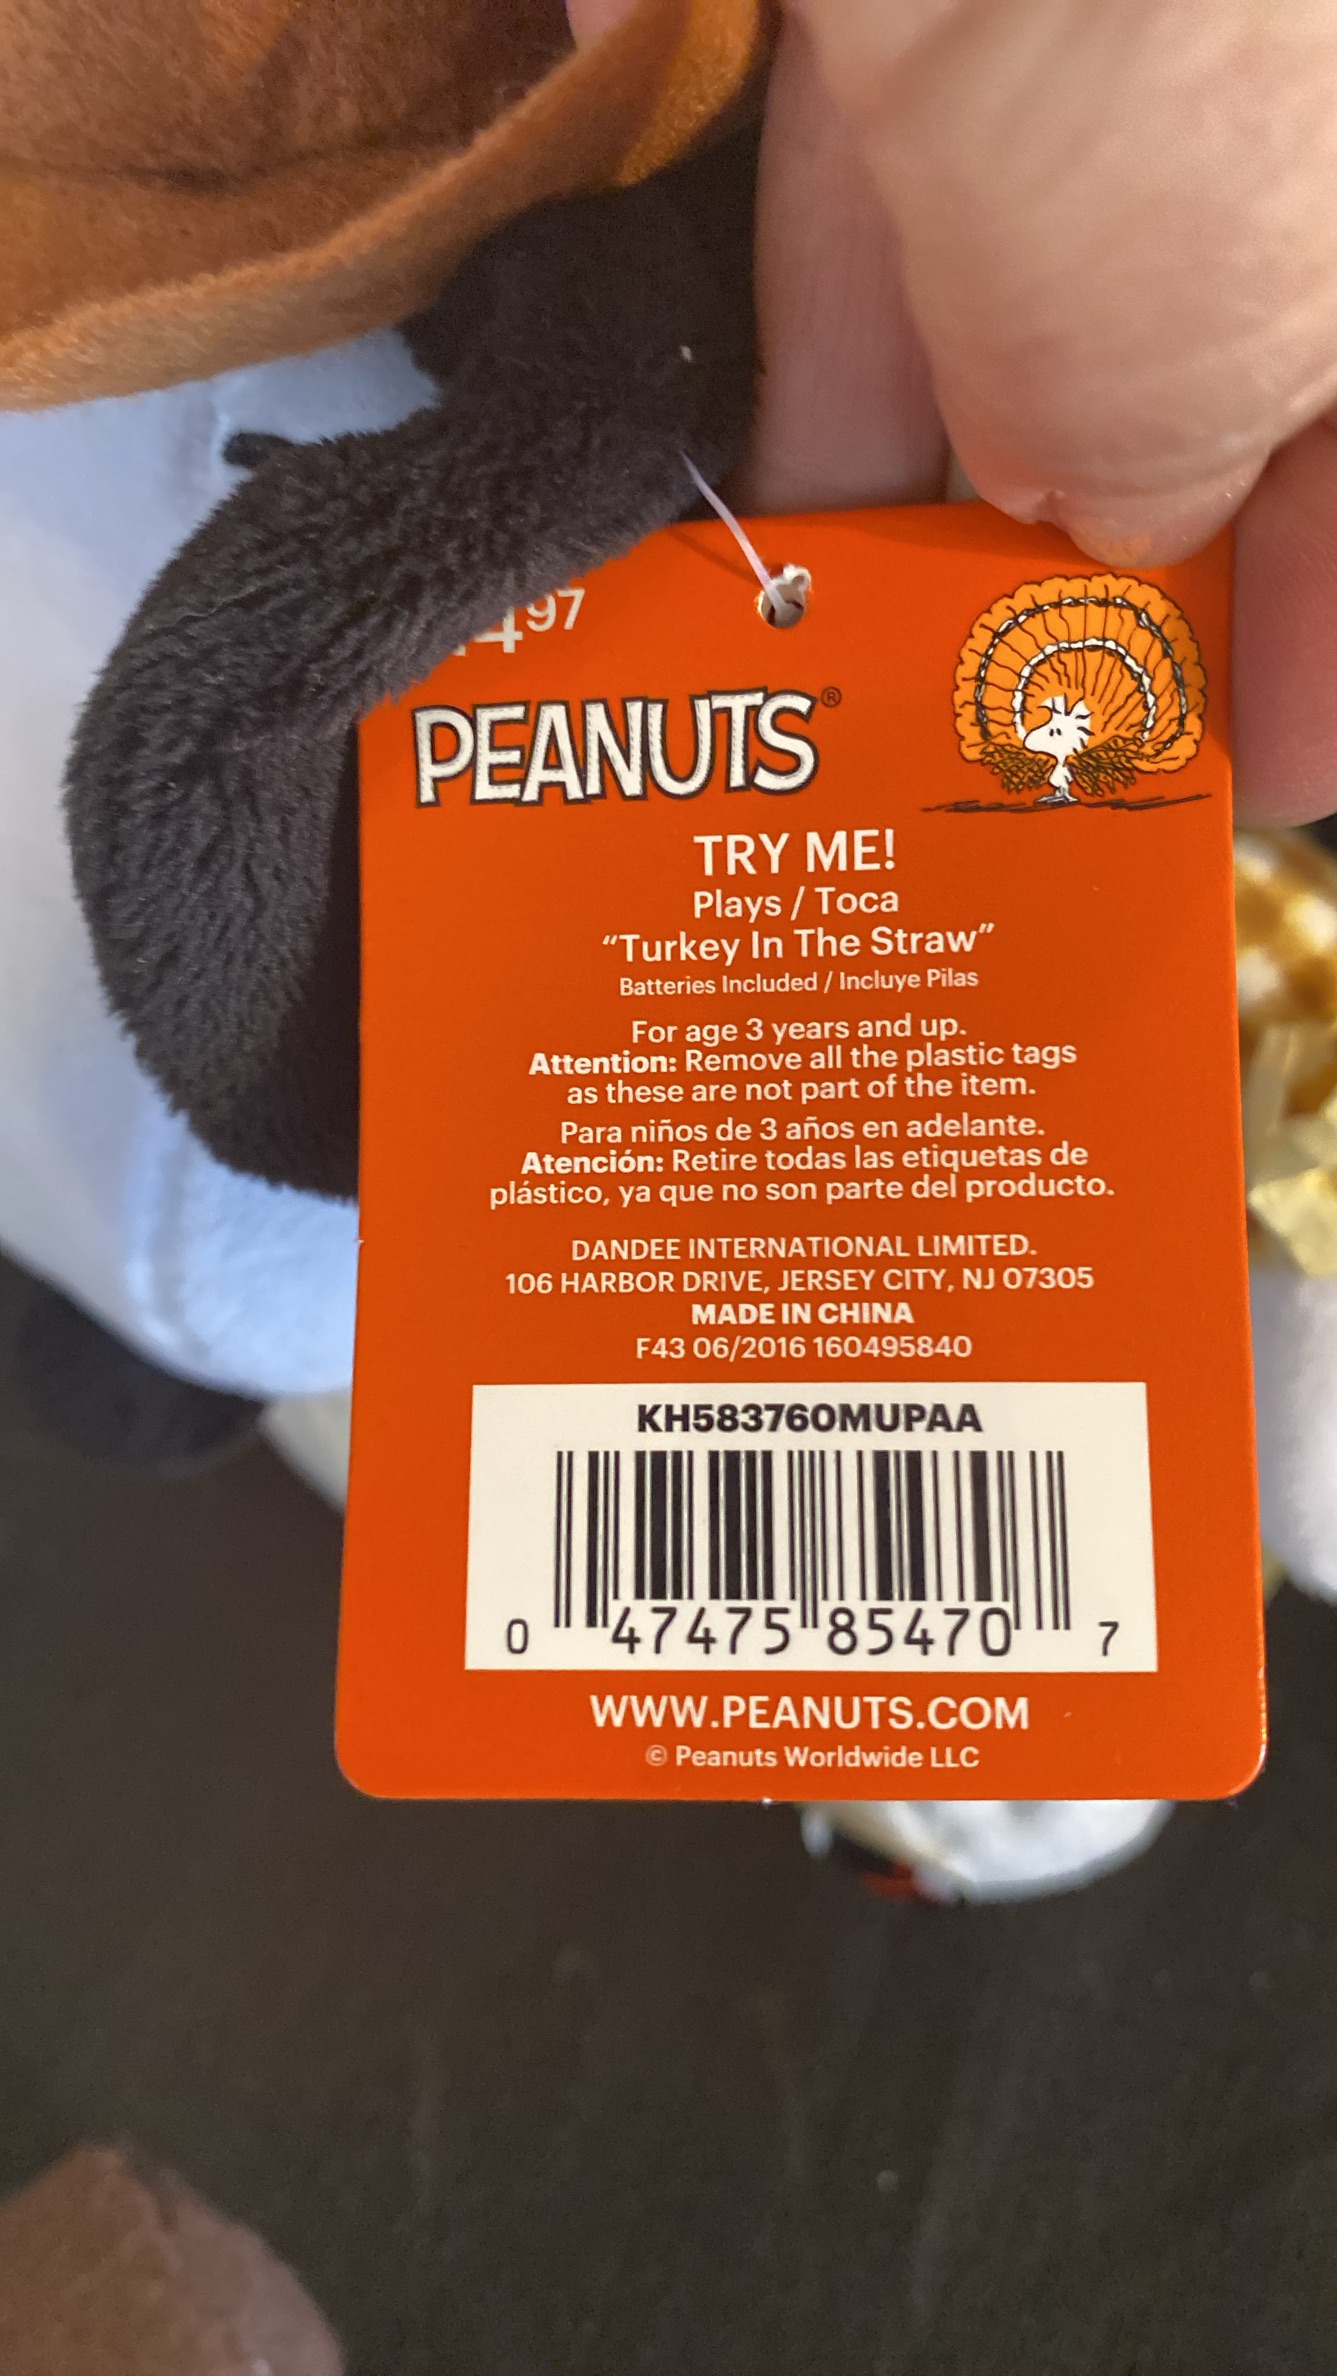 97
PEANUTS®
TRY ME!
Plays / Toca
“Turkey In The Straw”
Batteries Included / Incluye Pilas
For age 3 years and up.
Attention: Remove all the plastic tags
as these are not part of the item.
Para niños de 3 años en adelante.
Atención: Retire todas las etiquetas de
plástico, ya que no son parte del producto.
DANDEE INTERNATIONAL LIMITED.
106 HARBOR DRIVE, JERSEY CITY, NJ 07305
MADE IN CHINA
F43 06/2016 160495840
KH583760MUPAA
0 47475 85470 7
WWW.PEANUTS.COM
© Peanuts Worldwide LLC